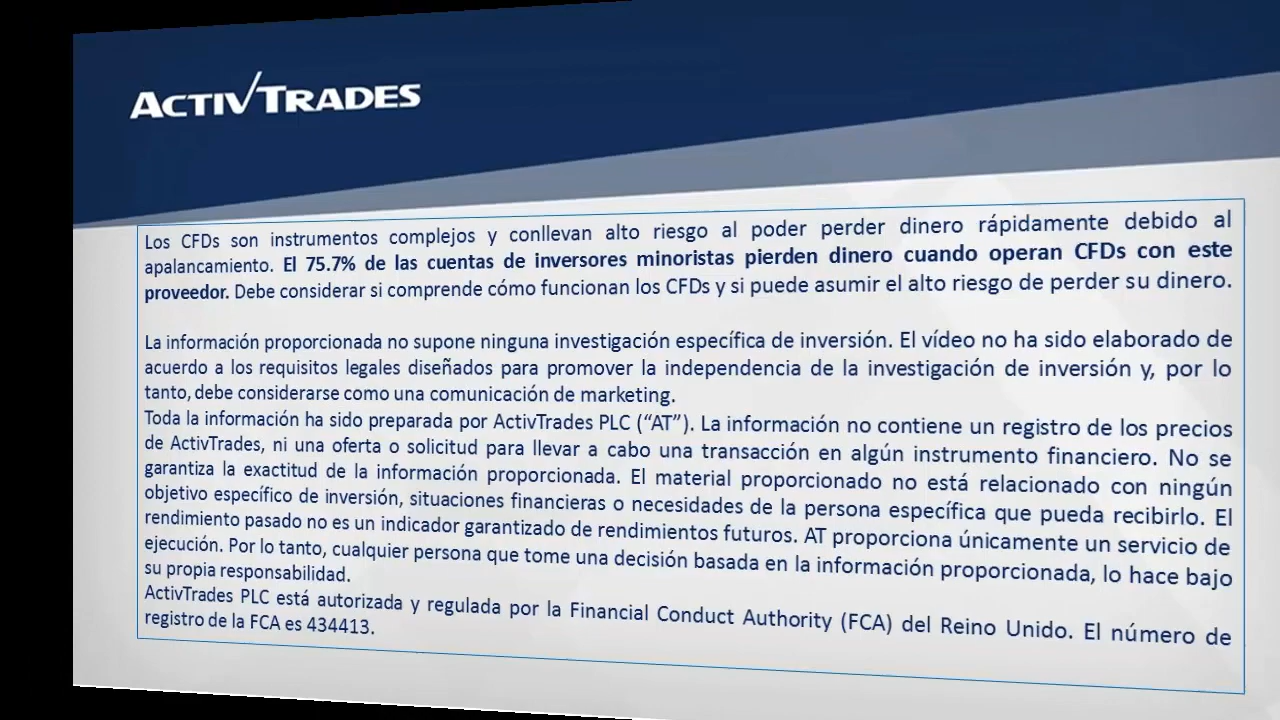 ACTIVTRADES
Los CFDs son instrumentos complejos y conllevan alto riesgo al poder perder dinero rápidamente debido al
apalancamiento. El 75.7% de las cuentas de inversores minoristas pierden dinero cuando operan CFDs con este
proveedor. Debe considerar si comprende cómo funcionan los CFDs y si puede asumir el alto riesgo de perder su dinero.
La información proporcionada no supone ninguna investigación específica de inversión. El vídeo no ha sido elaborado de
acuerdo a los requisitos legales diseñados para promover la independencia de la investigación de inversión y, por lo
tanto, debe considerarse como una comunicación de marketing.
Toda la información ha sido preparada por ActivTrades PLC (“AT”). La información no contiene un registro de los precios
de ActivTrades, ni una oferta o solicitud para llevar a cabo una transacción en algún instrumento financiero. No se
garantiza la exactitud de la información proporcionada. El material proporcionado no está relacionado con ningún
objetivo específico de inversión, situaciones financieras o necesidades de la persona específica que pueda recibirlo. El
rendimiento pasado no es un indicador garantizado de rendimientos futuros. AT proporciona únicamente un servicio de
ejecución. Por lo tanto, cualquier persona que tome una decisión basada en la información proporcionada, lo hace bajo
su propia responsabilidad.
ActivTrades PLC está autorizada y regulada por la Financial Conduct Authority (FCA) del Reino Unido. El número de
registro de la FCA es 434413.